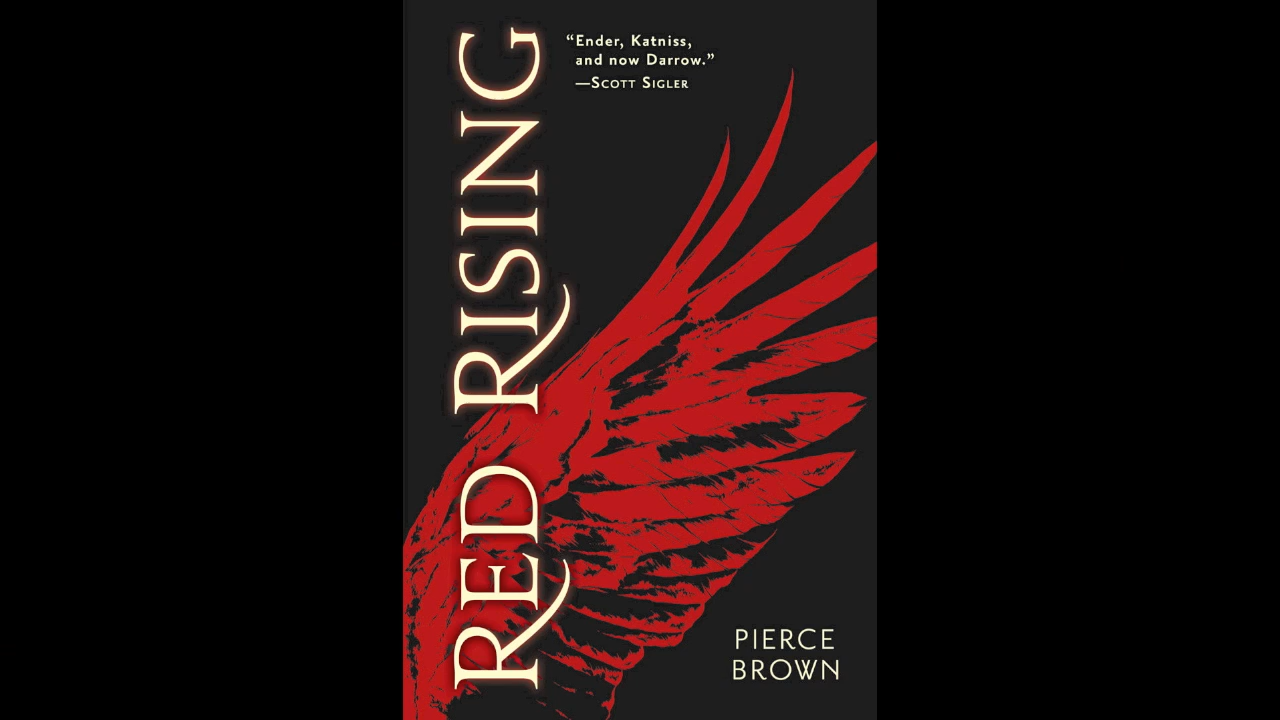 RED RISING
“Ender, Katniss,
and now Darrow.”
—SCOTT SIGLER
PIERCE
BROWN